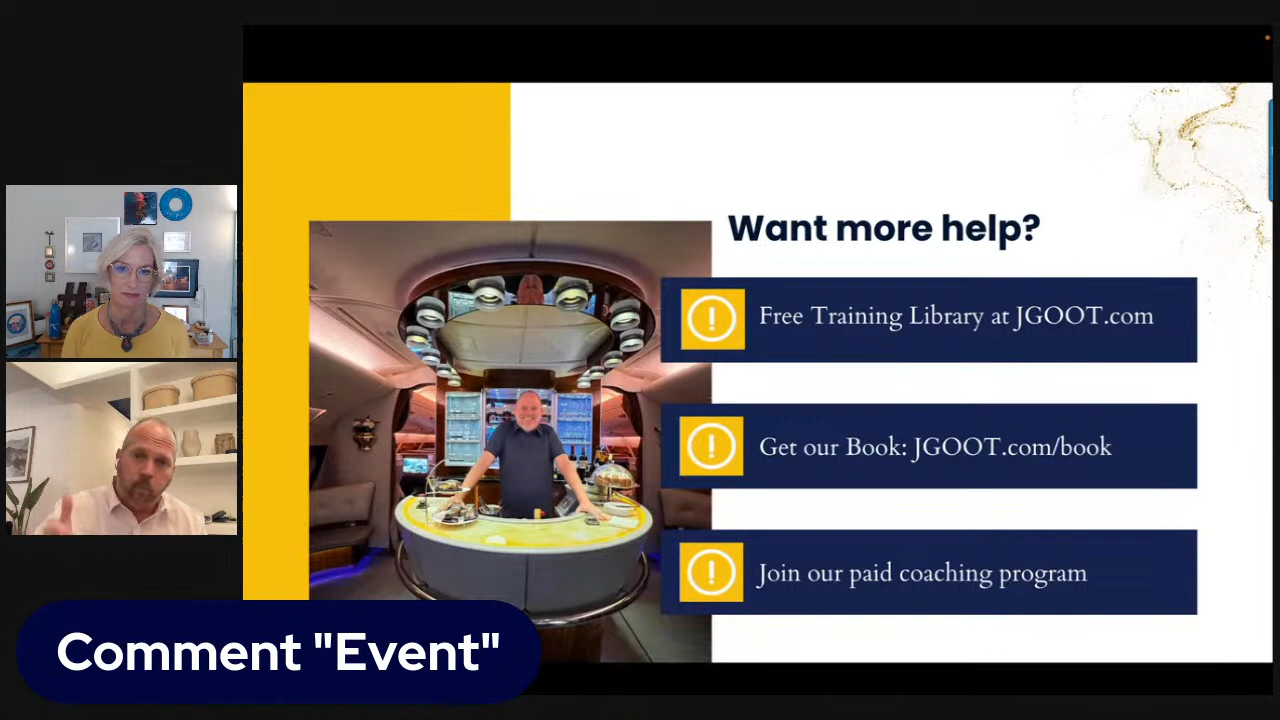 Want more help?
Free Training Library at JGOOT.com
Get our Book: JGOOT.com/book
Join our paid coaching program
Comment "Event"